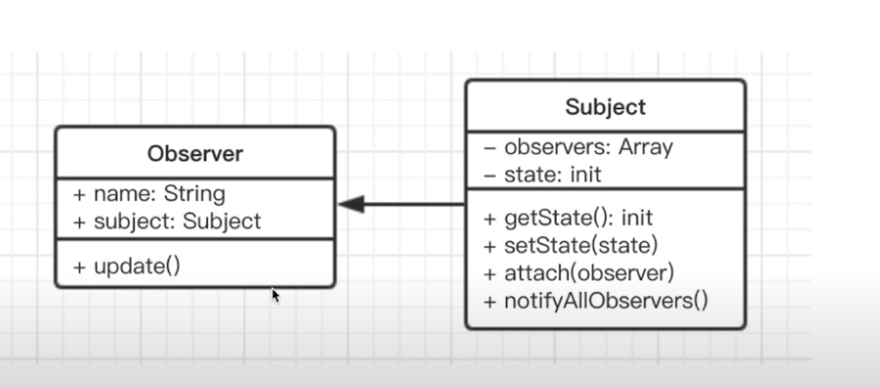 Observer
+ name: String
+ subject: Subject
+ update()
Subject
– observers: Array
– state: init
+ getState(): init
+ setState(state)
+ attach(observer)
+ notifyAllObservers()